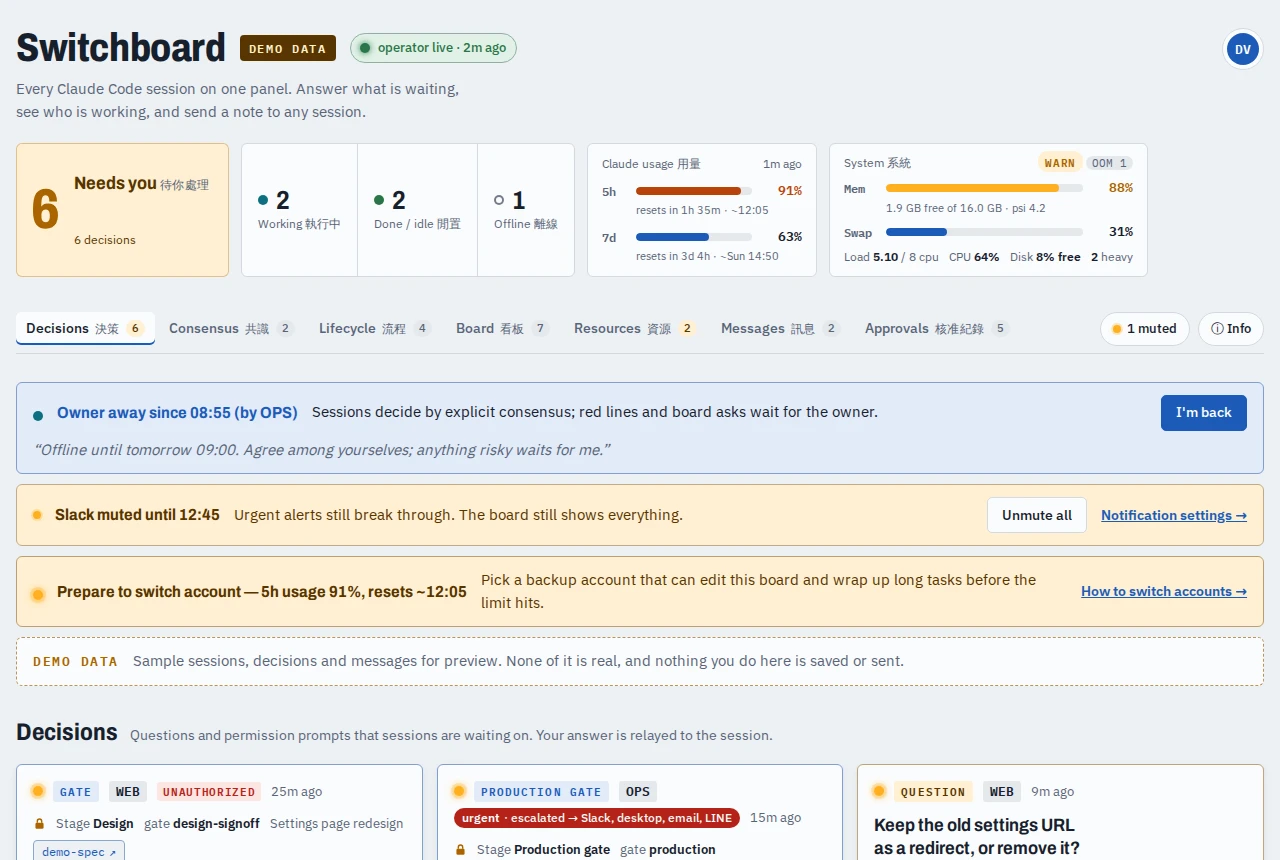 Switchboard DEMO DATA operator live · 2m ago DV
Every Claude Code session on one panel. Answer what is waiting,
see who is working, and send a note to any session.
6 Needs you 待你處理
6 decisions
2 Working 執行中
2 Done / idle 閒置
1 Offline 離線
Claude usage 用量 1m ago
5h 91%
resets in 1h 35m · ~12:05
7d 63%
resets in 3d 4h · ~Sun 14:50
System 系統 WARN OOM 1
Mem 88%
1.9 GB free of 16.0 GB · psi 4.2
Swap 31%
Load 5.10 / 8 cpu CPU 64% Disk 8% free 2 heavy
Decisions 決策 6 Consensus 共識 2 Lifecycle 流程 4 Board 看板 7 Resources 資源 2 Messages 訊息 2 Approvals 核准紀錄 5 1 muted ⓘ Info
Owner away since 08:55 (by OPS) Sessions decide by explicit consensus; red lines and board asks wait for the owner. I'm back
“Offline until tomorrow 09:00. Agree among yourselves; anything risky waits for me.”
Slack muted until 12:45 Urgent alerts still break through. The board still shows everything. Unmute all Notification settings →
Prepare to switch account — 5h usage 91%, resets ~12:05 Pick a backup account that can edit this board and wrap up long tasks before the
limit hits. How to switch accounts →
DEMO DATA Sample sessions, decisions and messages for preview. None of it is real, and nothing you do here is saved or sent.
Decisions Questions and permission prompts that sessions are waiting on. Your answer is relayed to the session.
GATE WEB UNAUTHORIZED 25m ago
Stage Design gate design-signoff Settings page redesign
demo-spec ↗
PRODUCTION GATE OPS
urgent · escalated → Slack, desktop, email, LINE 15m ago
Stage Production gate gate production
QUESTION WEB 9m ago
Keep the old settings URL
as a redirect, or remove it?